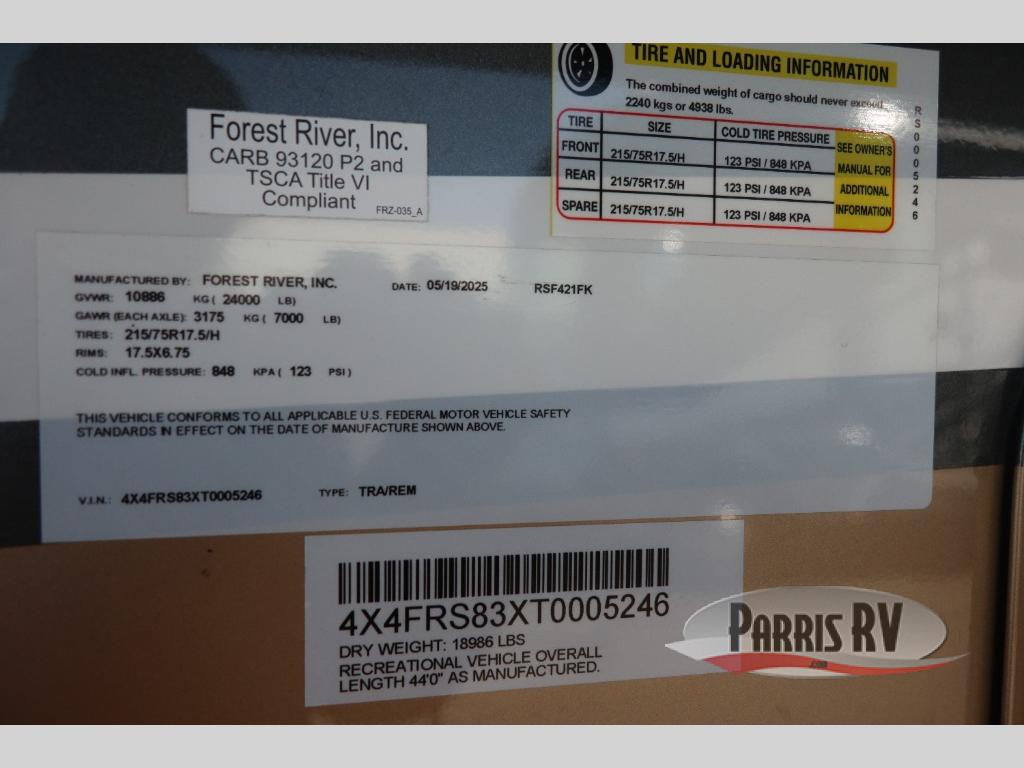 TIRE AND LOADING INFORMATION
The combined weight of cargo should never exceed
2240 kgs or 4938 lbs.
TIRE SIZE COLD TIRE PRESSURE SEE OWNER'S MANUAL FOR ADDITIONAL INFORMATION
FRONT 215/75R17.5/H 123 PSI / 848 KPA
REAR 215/75R17.5/H 123 PSI / 848 KPA
SPARE 215/75R17.5/H 123 PSI / 848 KPA
RS0005246
Forest River, Inc.
CARB 93120 P2 and
TSCA Title VI
Compliant
FRZ-035_A
MANUFACTURED BY: FOREST RIVER, INC. DATE: 05/19/2025 RSF421FK
GVWR: 10886 KG ( 24000 LB)
GAWR (EACH AXLE): 3175 KG ( 7000 LB)
TIRES: 215/75R17.5/H
RIMS: 17.5X6.75
COLD INFL. PRESSURE: 848 KPA ( 123 PSI )
THIS VEHICLE CONFORMS TO ALL APPLICABLE U.S. FEDERAL MOTOR VEHICLE SAFETY
STANDARDS IN EFFECT ON THE DATE OF MANUFACTURE SHOWN ABOVE.
V.I.N.: 4X4FRS83XT0005246 TYPE: TRA/REM
4X4FRS83XT0005246
DRY WEIGHT: 18986 LBS
RECREATIONAL VEHICLE OVERALL
LENGTH 44'0" AS MANUFACTURED.
PARRIS RV
.com